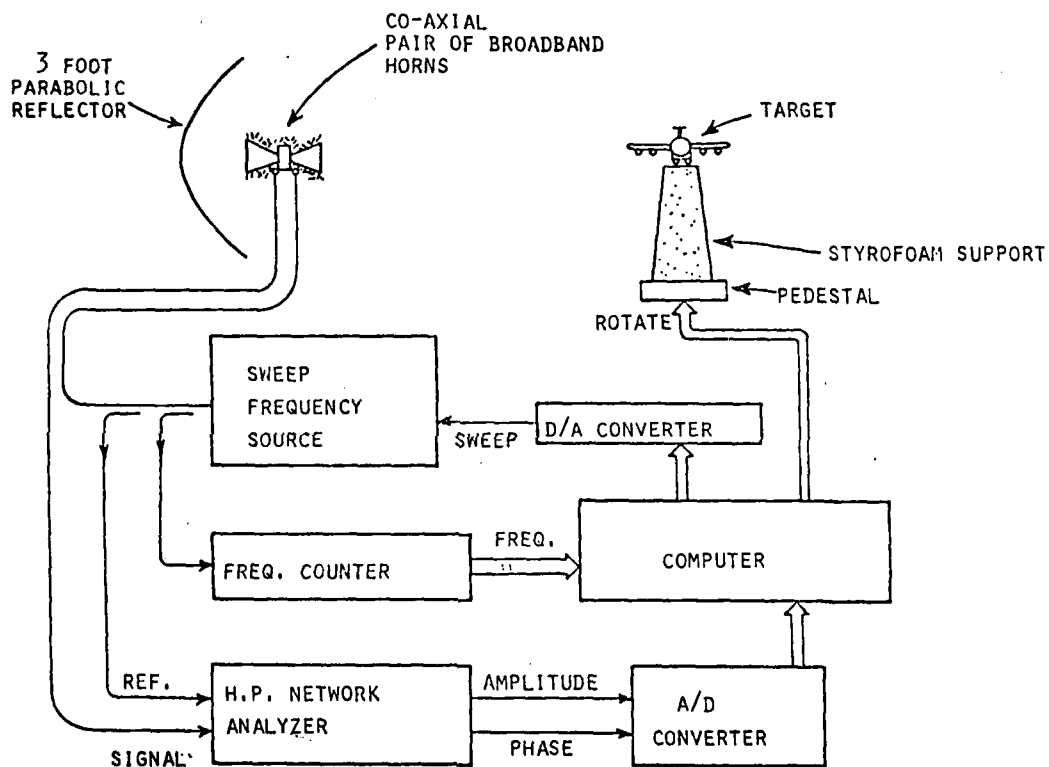 CO-AXIAL
PAIR OF BROADBAND
HORNS
3 FOOT
PARABOLIC
REFLECTOR
TARGET
STYROFOAM SUPPORT
PEDESTAL
ROTATE
SWEEP
FREQUENCY
SOURCE
SWEEP
D/A CONVERTER
FREQ. COUNTER
FREQ.
COMPUTER
REF.
H.P. NETWORK
ANALYZER
AMPLITUDE
PHASE
A/D
CONVERTER
SIGNAL